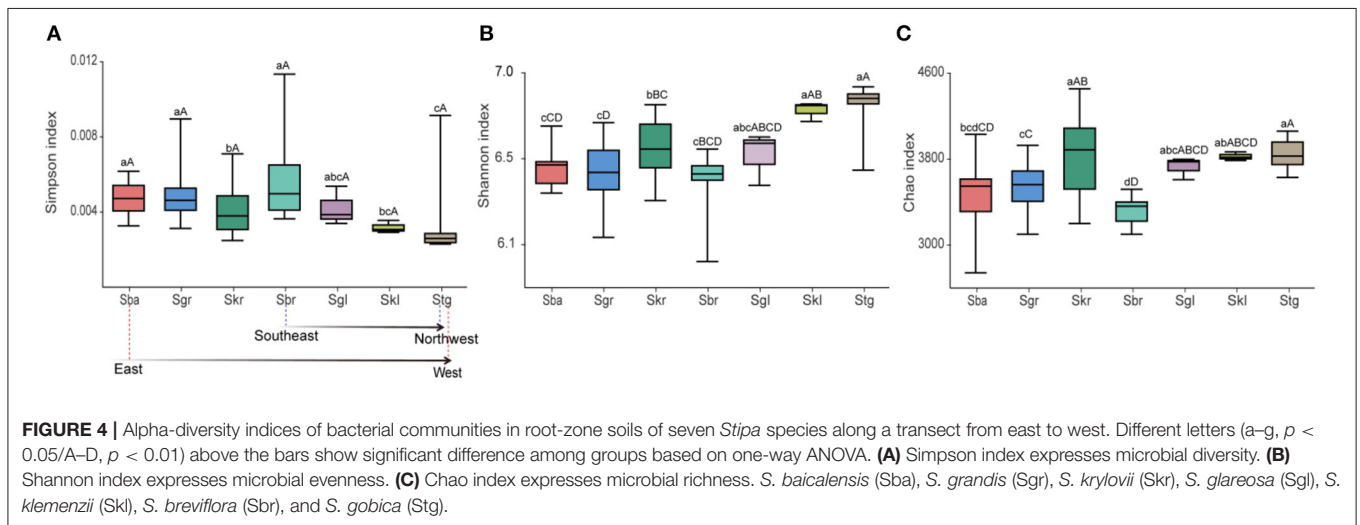 A
Simpson index
0.012
0.008
0.004
aA
aA
bA
aA
abcA
bcA
cA
Sba
Sgr
Skr
Sbr
Sgl
Skl
Stg
Southeast
Northwest
East
West
B
Shannon index
7.0
6.5
6.1
cCD
cD
bBC
cBCD
abcABCD
aAB
aA
Sba
Sgr
Skr
Sbr
Sgl
Skl
Stg
C
Chao index
4600
3800
3000
bcdCD
cC
aAB
dD
abcABCD
abABCD
aA
Sba
Sgr
Skr
Sbr
Sgl
Skl
Stg
FIGURE 4 | Alpha-diversity indices of bacterial communities in root-zone soils of seven Stipa species along a transect from east to west. Different letters (a–g, p <
0.05/A–D, p < 0.01) above the bars show significant difference among groups based on one-way ANOVA. (A) Simpson index expresses microbial diversity. (B)
Shannon index expresses microbial evenness. (C) Chao index expresses microbial richness. S. baicalensis (Sba), S. grandis (Sgr), S. krylovii (Skr), S. glareosa (Sgl), S.
klemenzii (Skl), S. breviflora (Sbr), and S. gobica (Stg).